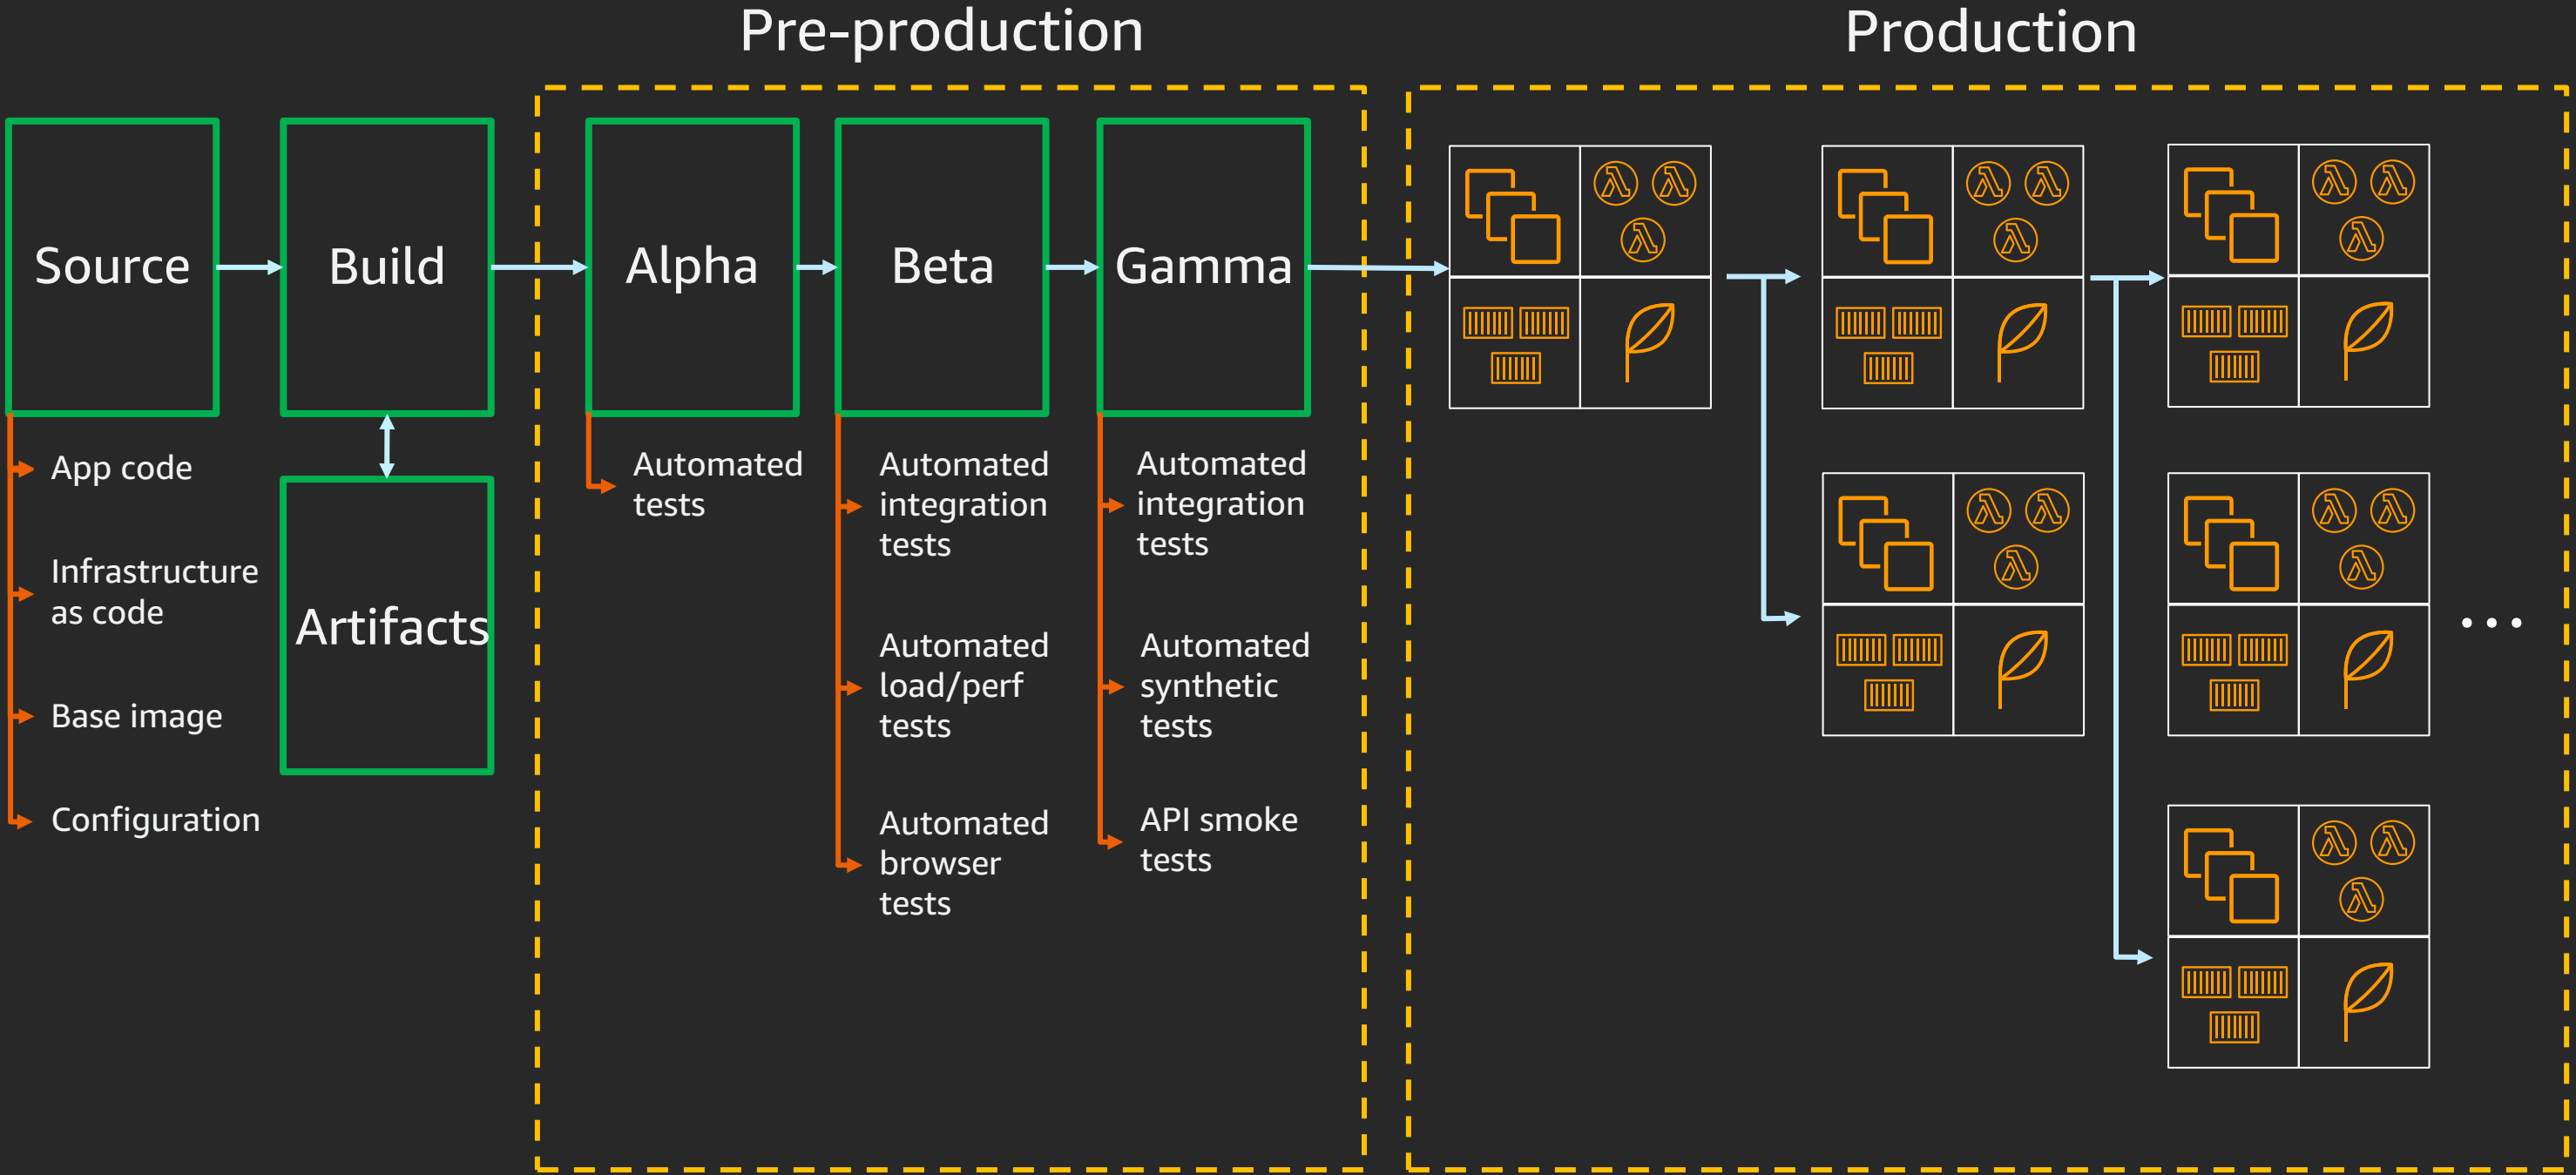 Pre-production
Production
Source
Build
Alpha
Beta
Gamma
App code
Infrastructure
as code
Base image
Configuration
Artifacts
Automated
tests
Automated
integration
tests
Automated
load/perf
tests
Automated
browser
tests
Automated
integration
tests
Automated
synthetic
tests
API smoke
tests
...